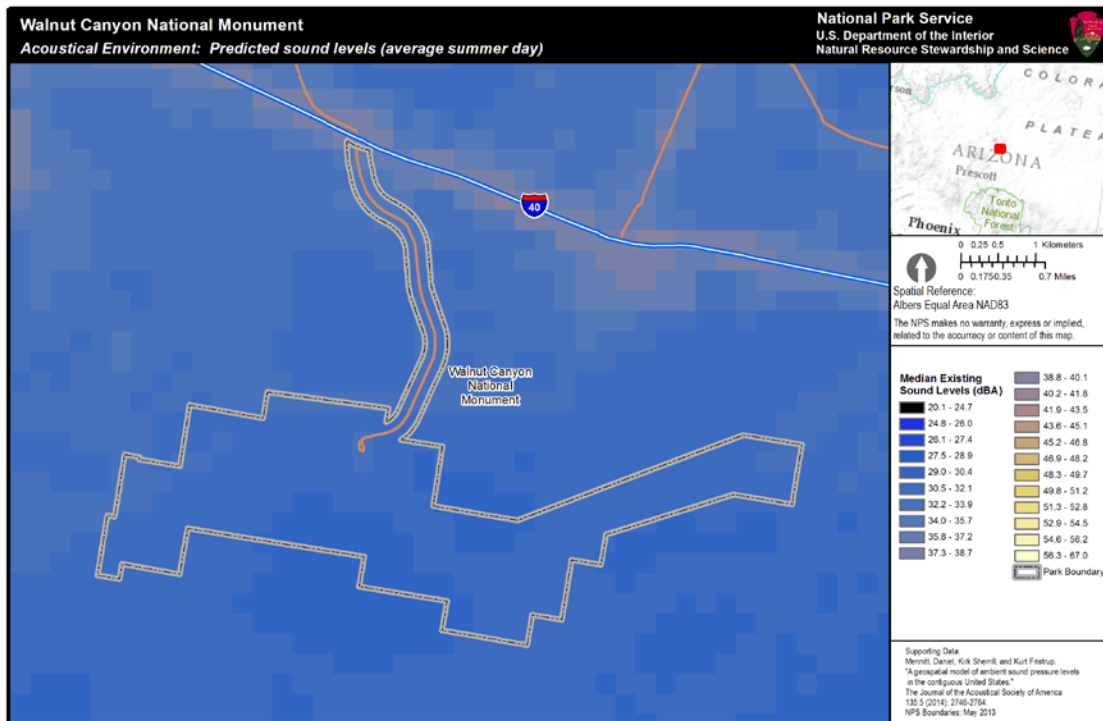 Walnut Canyon National Monument
Acoustical Environment: Predicted sound levels (average summer day)
National Park Service
U.S. Department of the Interior
Natural Resource Stewardship and Science
40
Walnut Canyon
National
Monument
COLORA
rson
PLATEA
ARIZONA
Prescott
Tonto
National
Forest
Phoenix
0 0.25 0.5 1 Kilometers
0 0.175 0.35 0.7 Miles
Spatial Reference:
Albers Equal Area NAD83
The NPS makes no warranty, express or implied,
related to the accurracy or content of this map.
Median Existing
Sound Levels (dBA)
20.1 - 24.7
24.8 - 26.0
26.1 - 27.4
27.5 - 28.9
29.0 - 30.4
30.5 - 32.1
32.2 - 33.9
34.0 - 35.7
35.8 - 37.2
37.3 - 38.7
38.8 - 40.1
40.2 - 41.8
41.9 - 43.5
43.6 - 45.1
45.2 - 46.8
46.9 - 48.2
48.3 - 49.7
49.8 - 51.2
51.3 - 52.8
52.9 - 54.5
54.6 - 56.2
56.3 - 67.0
Park Boundary
Supporting Data:
Mennitt, Daniel, Kirk Sherrill, and Kurt Fristrup.
"A geospatial model of ambient sound pressure levels
in the contiguous United States."
The Journal of the Acoustical Society of America
135.5 (2014): 2746-2764.
NPS Boundaries: May 2013